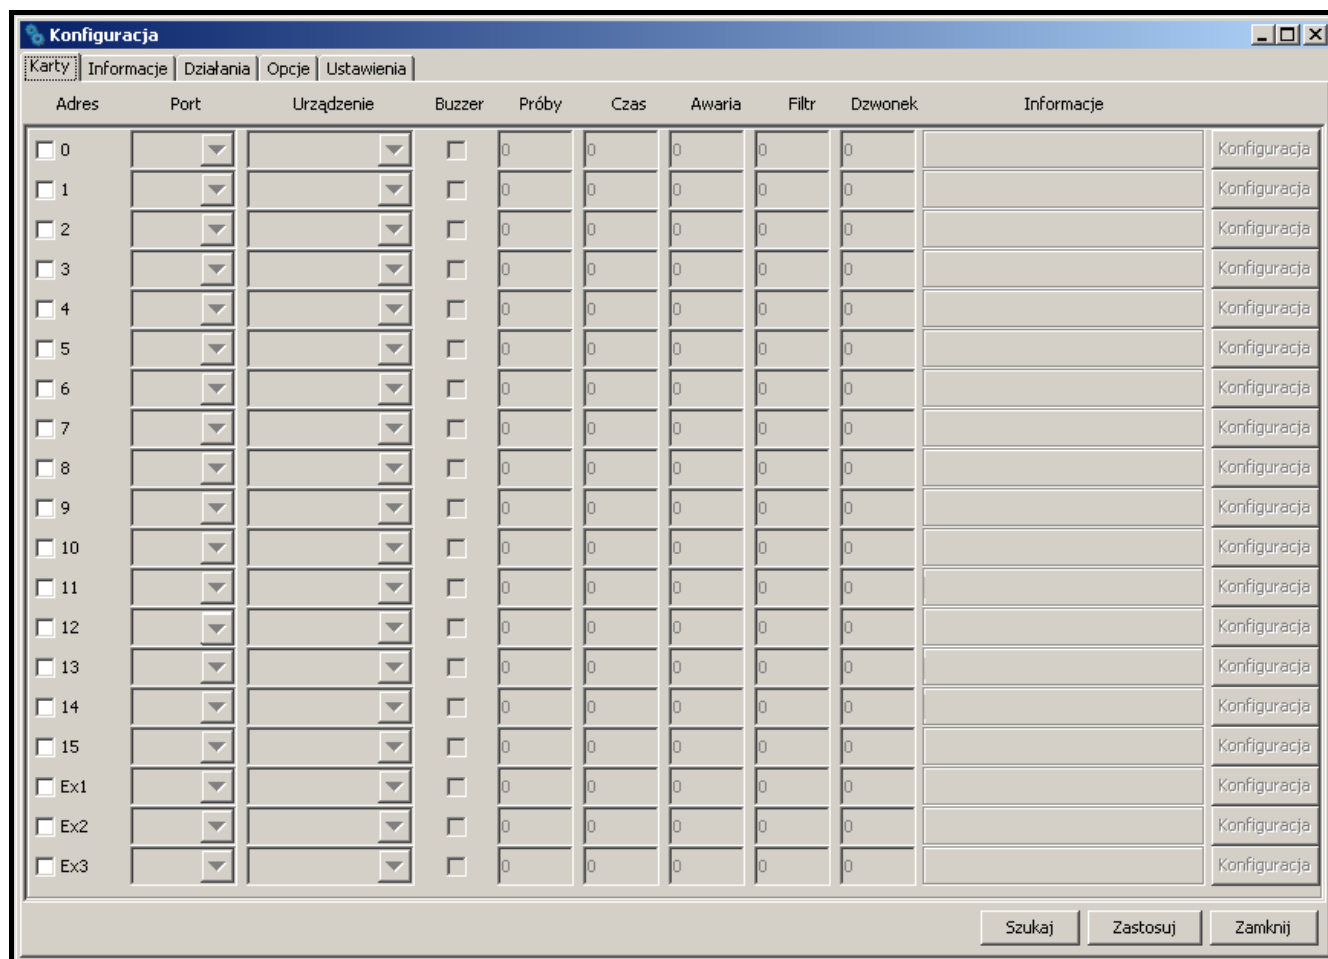 Konfiguracja
Karty Informacje Działania Opcje Ustawienia
Adres Port Urządzenie Buzzer Próby Czas Awaria Filtr Dzwonek Informacje
0 0 0 0 0 0 Konfiguracja
1 0 0 0 0 0 Konfiguracja
2 0 0 0 0 0 Konfiguracja
3 0 0 0 0 0 Konfiguracja
4 0 0 0 0 0 Konfiguracja
5 0 0 0 0 0 Konfiguracja
6 0 0 0 0 0 Konfiguracja
7 0 0 0 0 0 Konfiguracja
8 0 0 0 0 0 Konfiguracja
9 0 0 0 0 0 Konfiguracja
10 0 0 0 0 0 Konfiguracja
11 0 0 0 0 0 Konfiguracja
12 0 0 0 0 0 Konfiguracja
13 0 0 0 0 0 Konfiguracja
14 0 0 0 0 0 Konfiguracja
15 0 0 0 0 0 Konfiguracja
Ex1 0 0 0 0 0 Konfiguracja
Ex2 0 0 0 0 0 Konfiguracja
Ex3 0 0 0 0 0 Konfiguracja
Szukaj Zastosuj Zamknij